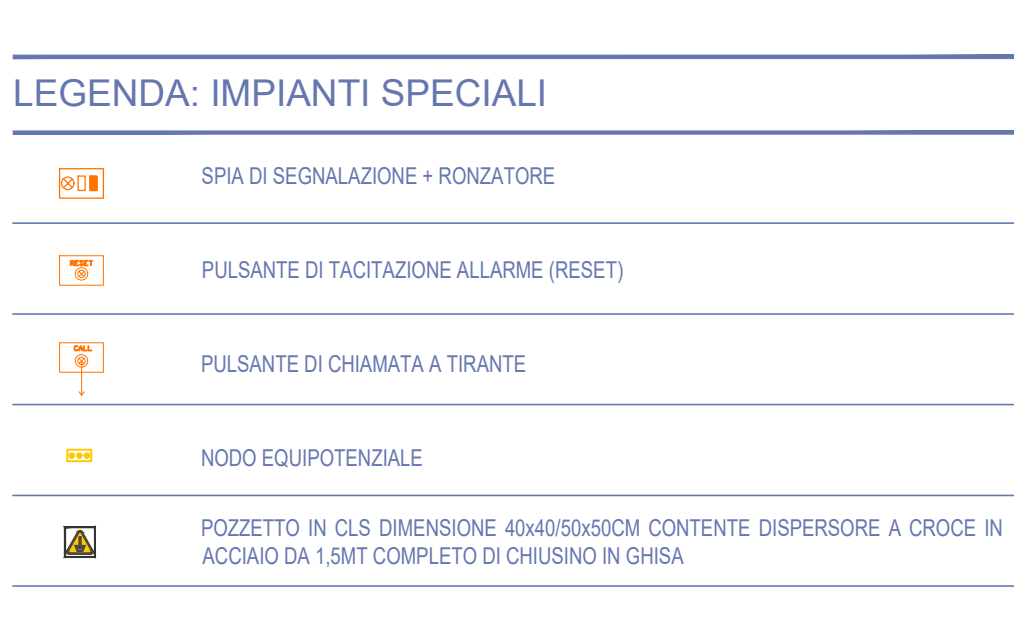 LEGENDA: IMPIANTI SPECIALI
SPIA DI SEGNALAZIONE + RONZATORE
RESET
PULSANTE DI TACITAZIONE ALLARME (RESET)
CALL
PULSANTE DI CHIAMATA A TIRANTE
NODO EQUIPOTENZIALE
POZZETTO IN CLS DIMENSIONE 40x40/50x50CM CONTENTE DISPERSORE A CROCE IN
ACCIAIO DA 1,5MT COMPLETO DI CHIUSINO IN GHISA